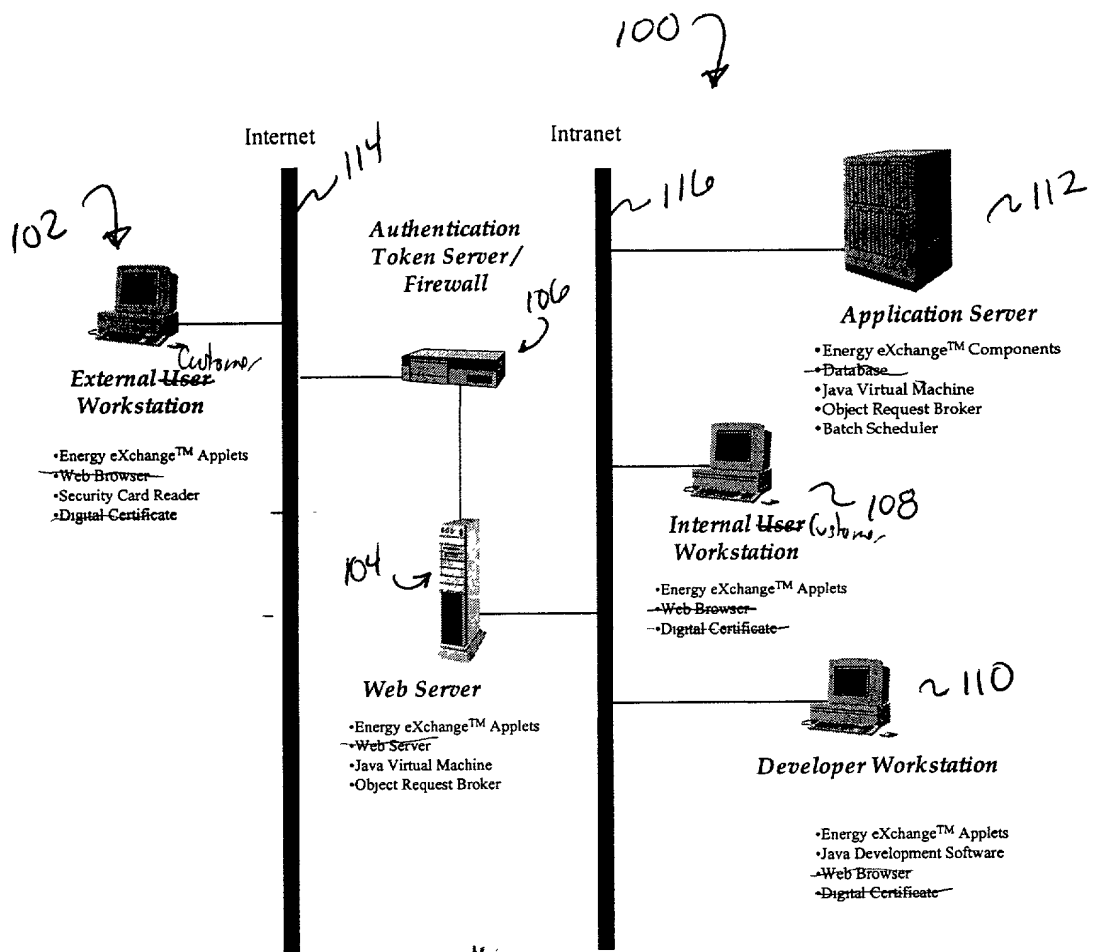 100
Internet
Intranet
114
116
112
102
Authentication
Token Server/
Firewall
106
Application Server
•Energy eXchange™ Components
•Database
•Java Virtual Machine
•Object Request Broker
•Batch Scheduler
Customer
External User
Workstation
•Energy eXchange™ Applets
•Web Browser
•Security Card Reader
•Digital Certificate
108
Internal User Customer
Workstation
•Energy eXchange™ Applets
•Web Browser
•Digital Certificate
104
Web Server
•Energy eXchange™ Applets
•Web Server
•Java Virtual Machine
•Object Request Broker
110
Developer Workstation
•Energy eXchange™ Applets
•Java Development Software
•Web Browser
•Digital Certificate